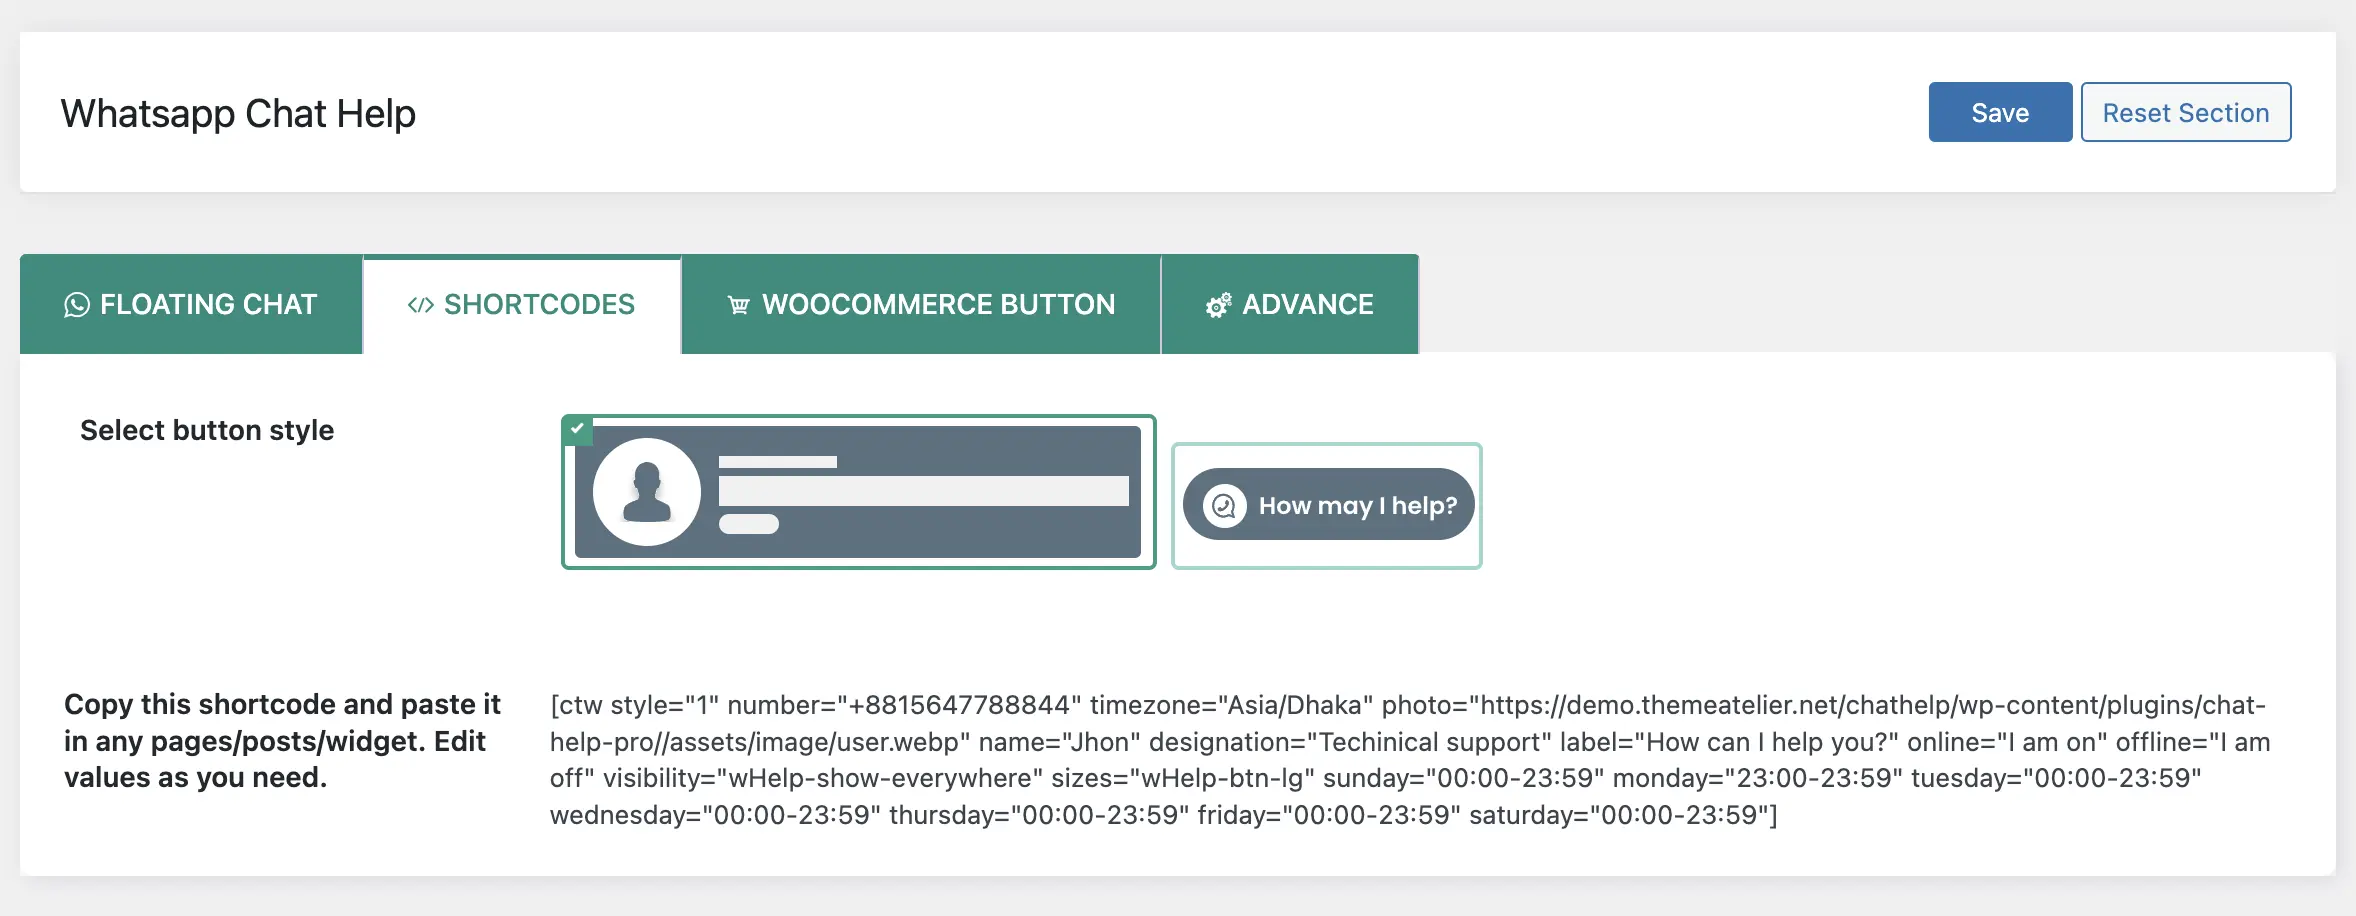 Whatsapp Chat Help
Save
Reset Section
FLOATING CHAT
SHORTCODES
WOOCOMMERCE BUTTON
ADVANCE
Select button style
How may I help?
Copy this shortcode and paste it
in any pages/posts/widget. Edit
values as you need.
[ctw style="1" number="+8815647788844" timezone="Asia/Dhaka" photo="https://demo.themeatelier.net/chathelp/wp-content/plugins/chat-
help-pro//assets/image/user.webp" name="Jhon" designation="Techinical support" label="How can I help you?" online="I am on" offline="I am
off" visibility="wHelp-show-everywhere" sizes="wHelp-btn-lg" sunday="00:00-23:59" monday="23:00-23:59" tuesday="00:00-23:59"
wednesday="00:00-23:59" thursday="00:00-23:59" friday="00:00-23:59" saturday="00:00-23:59"]